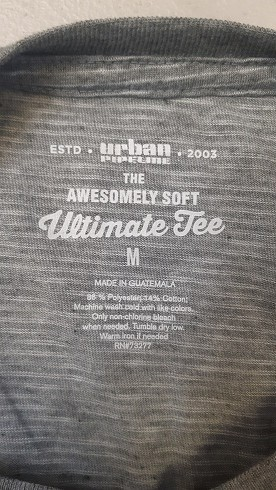 ESTD • urban • 2003
PIPELINE
THE
AWESOMELY SOFT
Ultimate Tee
M
MADE IN GUATEMALA
86 % Polyester; 14% Cotton;
Machine wash cold with like colors.
Only non-chlorine bleach
when needed. Tumble dry low.
Warm iron if needed
RN#73277